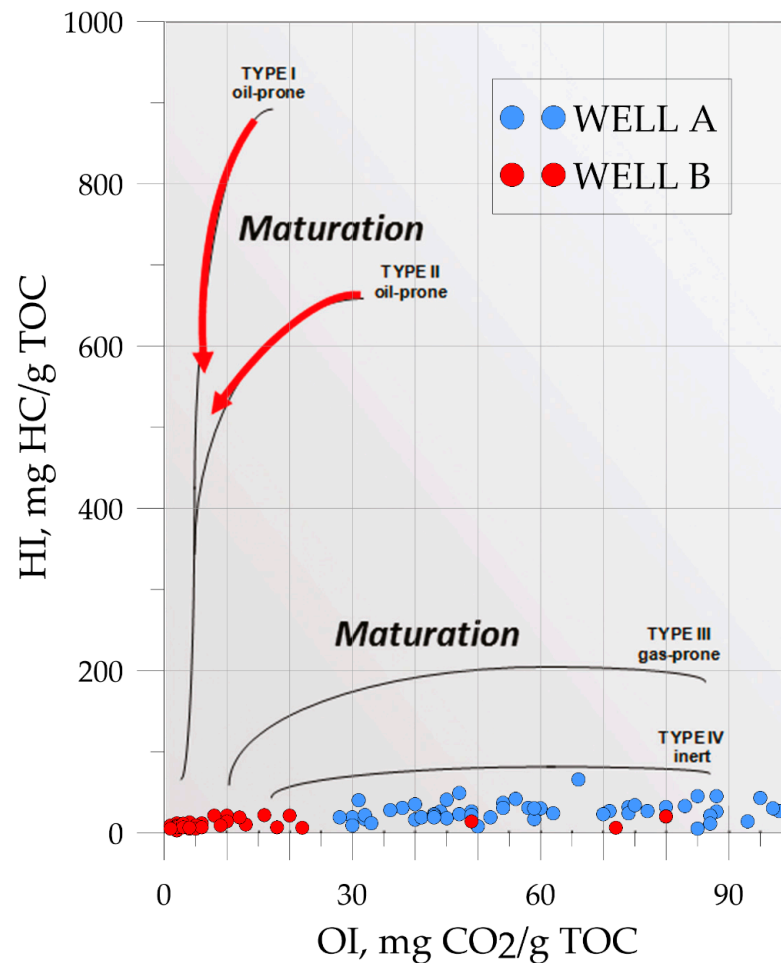 1000
TYPE I
oil-prone
WELL A
WELL B
800
Maturation
TYPE II
oil-prone
600
HI, mg HC/g TOC
400
Maturation
TYPE III
gas-prone
200
TYPE IV
inert
0
0
30
60
90
OI, mg CO2/g TOC